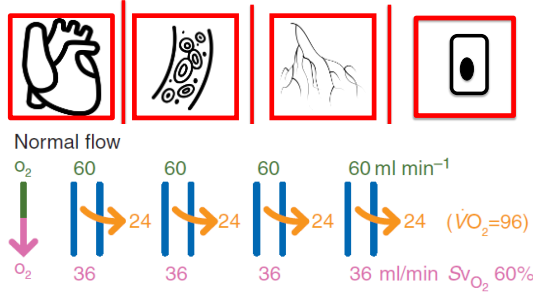 Normal flow
O₂ 60 60 60 60 ml min⁻¹
24 24 24 24 (V̇O₂=96)
O₂ 36 36 36 36 ml/min Sv_O₂ 60%